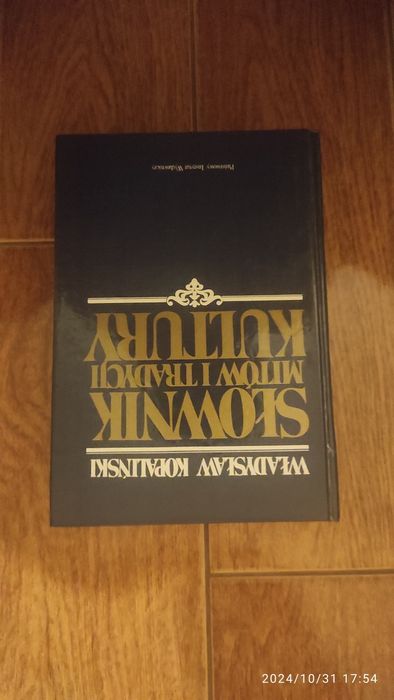 WŁADYSŁAW KOPALIŃSKI
SŁOWNIK
MITÓW I TRADYCJI
KULTURY
Państwowy Instytut Wydawniczy
2024/10/31 17:54